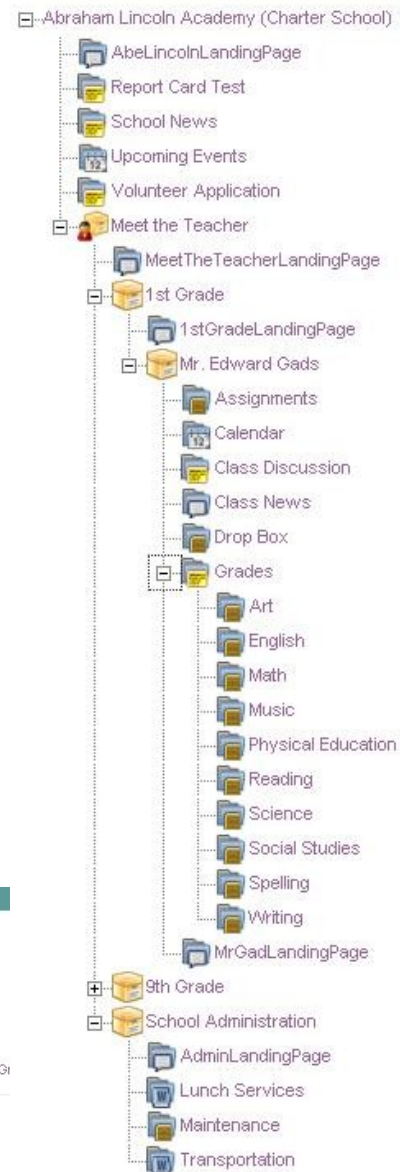 Abraham Lincoln Academy (Charter School)
AbeLincolnLandingPage
Report Card Test
School News
Upcoming Events
Volunteer Application
Meet the Teacher
MeetTheTeacherLandingPage
1st Grade
1stGradeLandingPage
Mr. Edward Gads
Assignments
Calendar
Class Discussion
Class News
Drop Box
Grades
Art
English
Math
Music
Physical Education
Reading
Science
Social Studies
Spelling
Writing
MrGadLandingPage
9th Grade
School Administration
AdminLandingPage
Lunch Services
Maintenance
Transportation